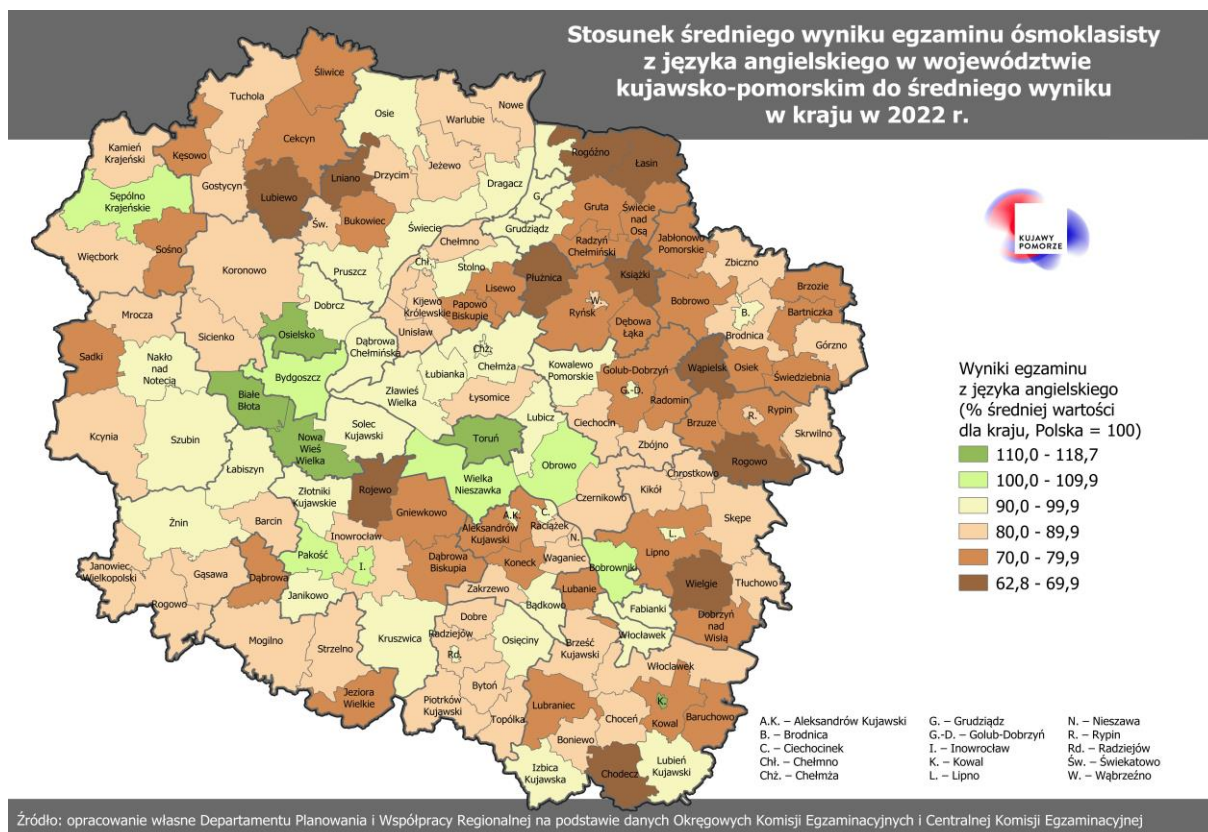 Stosunek średniego wyniku egzaminu ósmoklasisty
z języka angielskiego w województwie
kujawsko-pomorskim do średniego wyniku
w kraju w 2022 r.
Śliwice
Tuchola
Osie
Nowe
Warlubie
Cekcyn
Kamień
Krajeński
Kęsowo
Rogóźno
Łasin
Lniano
Drzycim
Jeżewo
Dragacz
G.
Gostycyn
Lubiewo
Sępólno
Krajeńskie
Św.
Bukowiec
Świecie
Grudziądz
Gruta
Świecie
nad
Osą
Sośno
Chełmno
Radzyń
Chełmiński
Jabłonowo
Pomorskie
Więcbork
Koronowo
Pruszcz
Chł.
Stolno
Płużnica
Książki
Zbiczno
Lisewo
Bobrowo
Brzozie
Dobrcz
Kijewo
Królewskie
Papowo
Biskupie
W.
Ryńsk
B.
Bartniczka
Mrocza
Sicienko
Osielsko
Unisław
Dębowa
Łąka
Brodnica
Górzno
Dąbrowa
Chełmińska
Chż.
Chełmża
Sadki
Nakło
nad
Notecią
Bydgoszcz
Łubianka
Kowalewo
Pomorskie
Golub-Dobrzyń
Wąpielsk
Osiek
Świedziebnia
Zławieś
Wielka
Łysomice
G.-D.
Radomin
Białe
Błota
Rypin
R.
Brzuze
Lubicz
Ciechocin
Solec
Kujawski
Toruń
Skrwilno
Kcynia
Szubin
Nowa
Wieś
Wielka
Zbójno
Rogowo
Obrowo
Chrostkowo
Łabiszyn
Wielka
Nieszawka
Kikół
Rojewo
Czernikowo
Złotniki
Kujawskie
Gniewkowo
A.K.
C.
Raciążek
Skępe
Żnin
Barcin
Aleksandrów
Kujawski
Inowrocław
N.
L.
Lipno
Pakość
I.
Dąbrowa
Biskupia
Koneck
Waganiec
Bobrowniki
Janowiec
Wielkopolski
Gąsawa
Dąbrowa
Tłuchowo
Wielgie
Zakrzewo
Lubanie
Janikowo
Bądkowo
Fabianki
Rogowo
Dobre
Dobrzyń
nad
Wisłą
Radziejów
Osięciny
Włocławek
Kruszwica
Mogilno
Strzelno
Rd.
Brześć
Kujawski
Włocławek
Bytoń
Jeziora
Wielkie
Piotrków
Kujawski
Lubraniec
K.
Topólka
Choceń
Kowal
Baruchowo
Boniewo
Izbica
Kujawska
Chodecz
Lubień
Kujawski
KUJAWY
POMORZE
Wyniki egzaminu
z języka angielskiego
(% średniej wartości
dla kraju, Polska = 100)
110,0 - 118,7
100,0 - 109,9
90,0 - 99,9
80,0 - 89,9
70,0 - 79,9
62,8 - 69,9
A.K. – Aleksandrów Kujawski
B. – Brodnica
C. – Ciechocinek
Chł. – Chełmno
Chż. – Chełmża
G. – Grudziądz
G.-D. – Golub-Dobrzyń
I. – Inowrocław
K. – Kowal
L. – Lipno
N. – Nieszawa
R. – Rypin
Rd. – Radziejów
Św. – Świekatowo
W. – Wąbrzeźno
Źródło: opracowanie własne Departamentu Planowania i Współpracy Regionalnej na podstawie danych Okręgowych Komisji Egzaminacyjnych i Centralnej Komisji Egzaminacyjnej